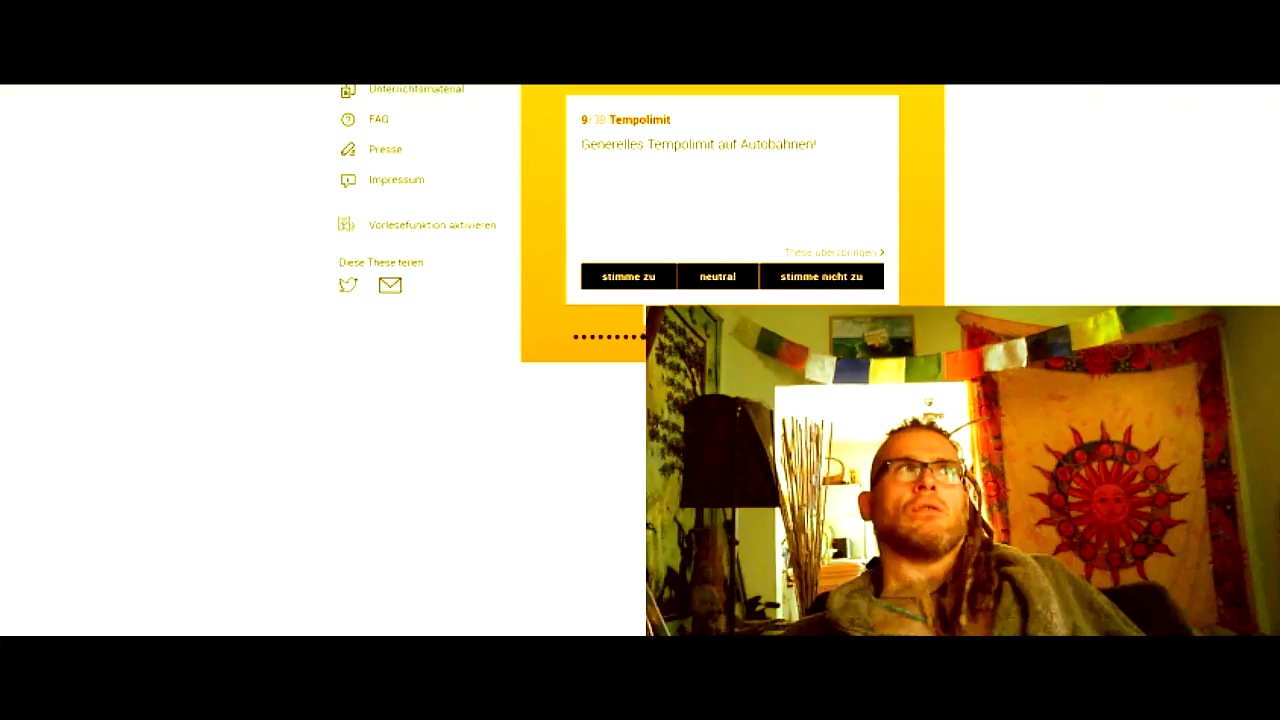 Unterrichtsmaterial
FAQ
Presse
Impressum
Vorlesefunktion aktivieren
Diese These teilen
9/38 Tempolimit
Generelles Tempolimit auf Autobahnen!
These überspringen
stimme zu
neutral
stimme nicht zu